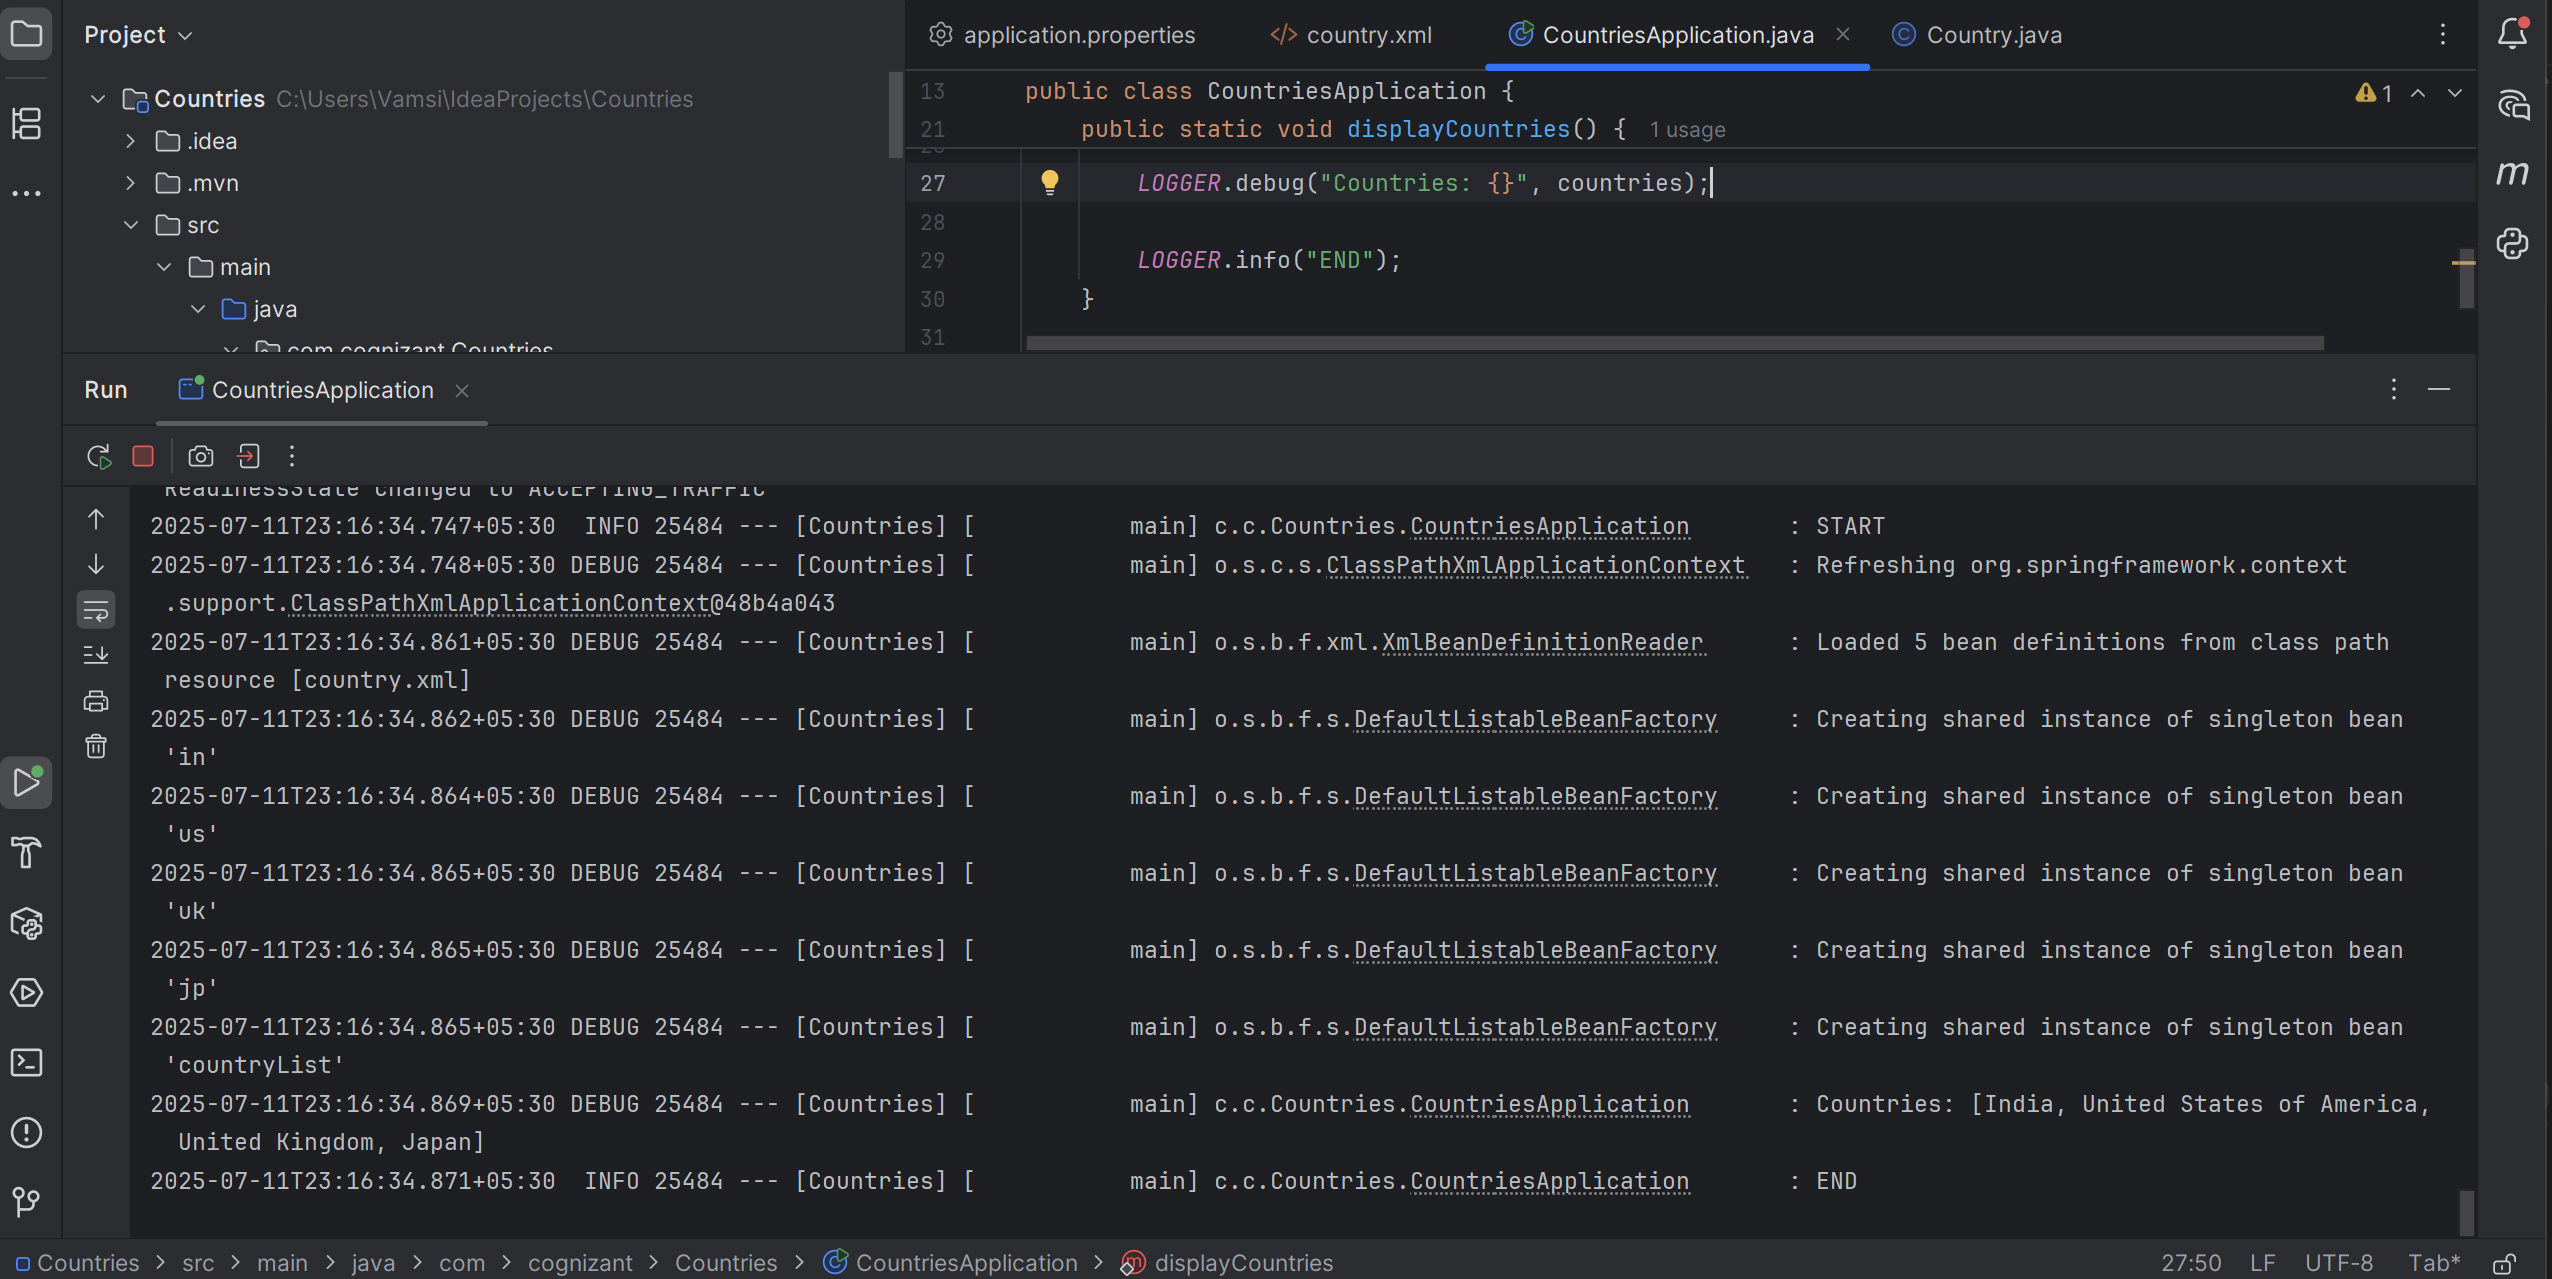 Project
Countries C:\Users\Vamsi\IdeaProjects\Countries
.idea
.mvn
src
main
java
com.cognizant.Countries
application.properties
country.xml
CountriesApplication.java
Country.java
13 public class CountriesApplication {
21 public static void displayCountries() { 1 usage
1
27 LOGGER.debug("Countries: {}", countries);
28
29 LOGGER.info("END");
30 }
31
Run CountriesApplication
ReadinessState changed to ACCEPTING_TRAFFIC
2025-07-11T23:16:34.747+05:30  INFO 25484 --- [Countries] [           main] c.c.Countries.CountriesApplication       : START
2025-07-11T23:16:34.748+05:30 DEBUG 25484 --- [Countries] [           main] o.s.c.s.ClassPathXmlApplicationContext   : Refreshing org.springframework.context
.support.ClassPathXmlApplicationContext@48b4a043
2025-07-11T23:16:34.861+05:30 DEBUG 25484 --- [Countries] [           main] o.s.b.f.xml.XmlBeanDefinitionReader      : Loaded 5 bean definitions from class path
resource [country.xml]
2025-07-11T23:16:34.862+05:30 DEBUG 25484 --- [Countries] [           main] o.s.b.f.s.DefaultListableBeanFactory     : Creating shared instance of singleton bean
'in'
2025-07-11T23:16:34.864+05:30 DEBUG 25484 --- [Countries] [           main] o.s.b.f.s.DefaultListableBeanFactory     : Creating shared instance of singleton bean
'us'
2025-07-11T23:16:34.865+05:30 DEBUG 25484 --- [Countries] [           main] o.s.b.f.s.DefaultListableBeanFactory     : Creating shared instance of singleton bean
'uk'
2025-07-11T23:16:34.865+05:30 DEBUG 25484 --- [Countries] [           main] o.s.b.f.s.DefaultListableBeanFactory     : Creating shared instance of singleton bean
'jp'
2025-07-11T23:16:34.865+05:30 DEBUG 25484 --- [Countries] [           main] o.s.b.f.s.DefaultListableBeanFactory     : Creating shared instance of singleton bean
'countryList'
2025-07-11T23:16:34.869+05:30 DEBUG 25484 --- [Countries] [           main] c.c.Countries.CountriesApplication       : Countries: [India, United States of America,
United Kingdom, Japan]
2025-07-11T23:16:34.871+05:30  INFO 25484 --- [Countries] [           main] c.c.Countries.CountriesApplication       : END
Countries > src > main > java > com > cognizant > Countries > CountriesApplication > displayCountries
27:50 LF UTF-8 Tab*